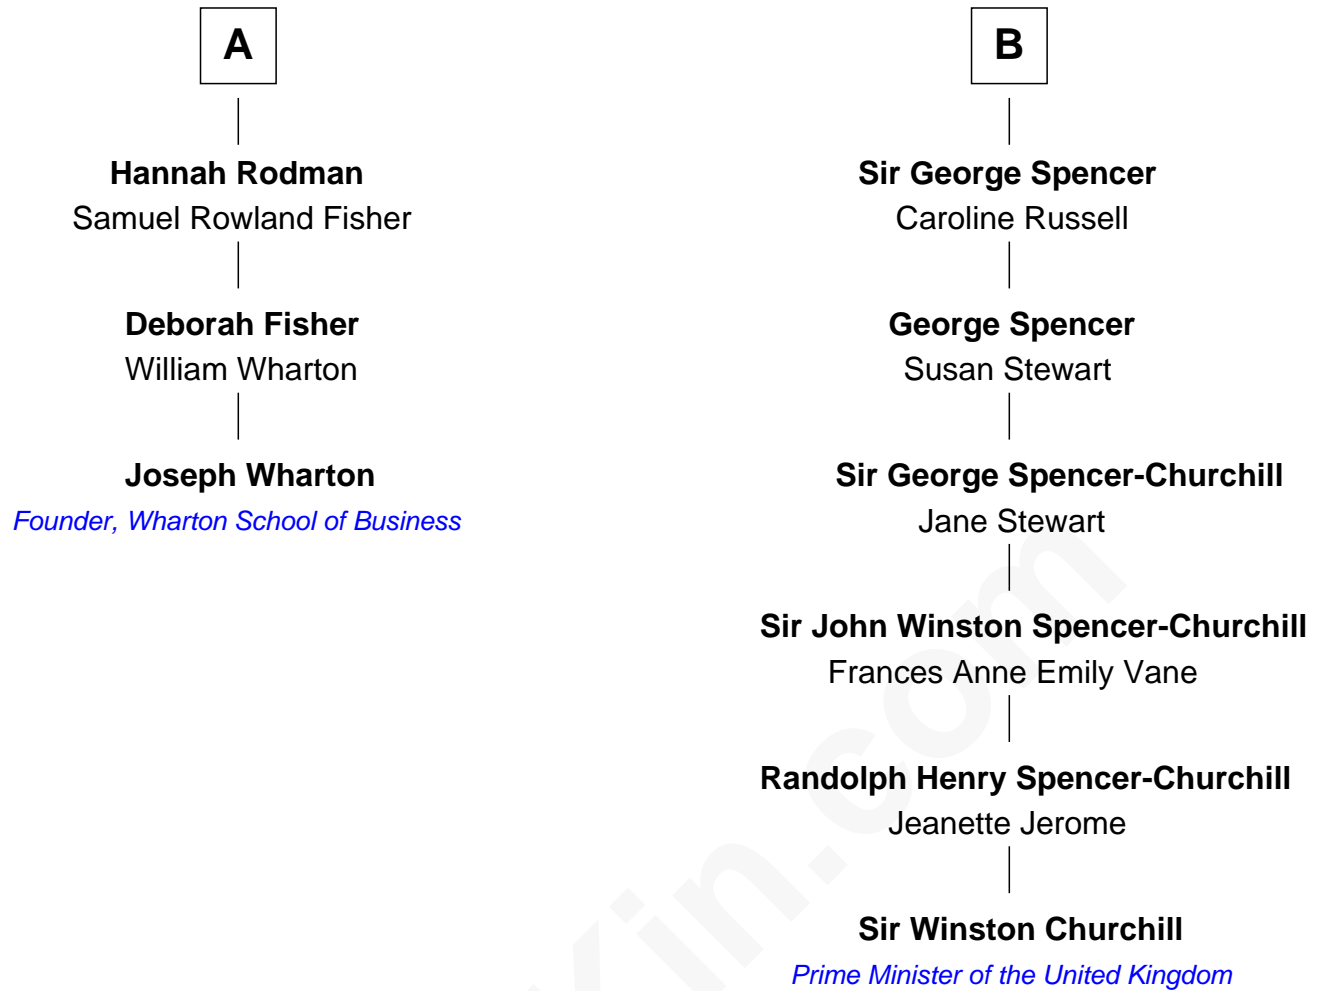 A
Hannah Rodman
Samuel Rowland Fisher
Deborah Fisher
William Wharton
Joseph Wharton
Founder, Wharton School of Business
B
Sir George Spencer
Caroline Russell
George Spencer
Susan Stewart
Sir George Spencer-Churchill
Jane Stewart
Sir John Winston Spencer-Churchill
Frances Anne Emily Vane
Randolph Henry Spencer-Churchill
Jeanette Jerome
Sir Winston Churchill
Prime Minister of the United Kingdom
Kin.com